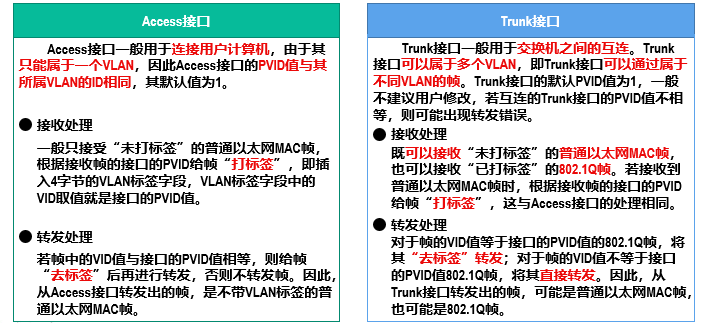 Access接口
Access接口一般用于连接用户计算机，由于其
只能属于一个VLAN，因此Access接口的PVID值与其
所属VLAN的ID相同，其默认值为1。
● 接收处理
一般只接受“未打标签”的普通以太网MAC帧，
根据接收帧的接口的PVID给帧“打标签”，即插
入4字节的VLAN标签字段，VLAN标签字段中的
VID取值就是接口的PVID值。
● 转发处理
若帧中的VID值与接口的PVID值相等，则给帧
“去标签”后再进行转发，否则不转发帧。因此，
从Access接口转发出的帧，是不带VLAN标签的普
通以太网MAC帧。
Trunk接口
Trunk接口一般用于交换机之间的互连。Trunk
接口可以属于多个VLAN，即Trunk接口可以通过属于
不同VLAN的帧。Trunk接口的默认PVID值为1，一般
不建议用户修改，若互连的Trunk接口的PVID值不相
等，则可能出现转发错误。
● 接收处理
既可以接收“未打标签”的普通以太网MAC帧，
也可以接收“已打标签”的802.1Q帧。若接收到
普通以太网MAC帧时，根据接收帧的接口的PVID
给帧“打标签”，这与Access接口的处理相同。
● 转发处理
对于帧的VID值等于接口的PVID值的802.1Q帧，将
其“去标签”转发；对于帧的VID值不等于接口
的PVID值802.1Q帧，将其直接转发。因此，从
Trunk接口转发出的帧，可能是普通以太网MAC帧，
也可能是802.1Q帧。